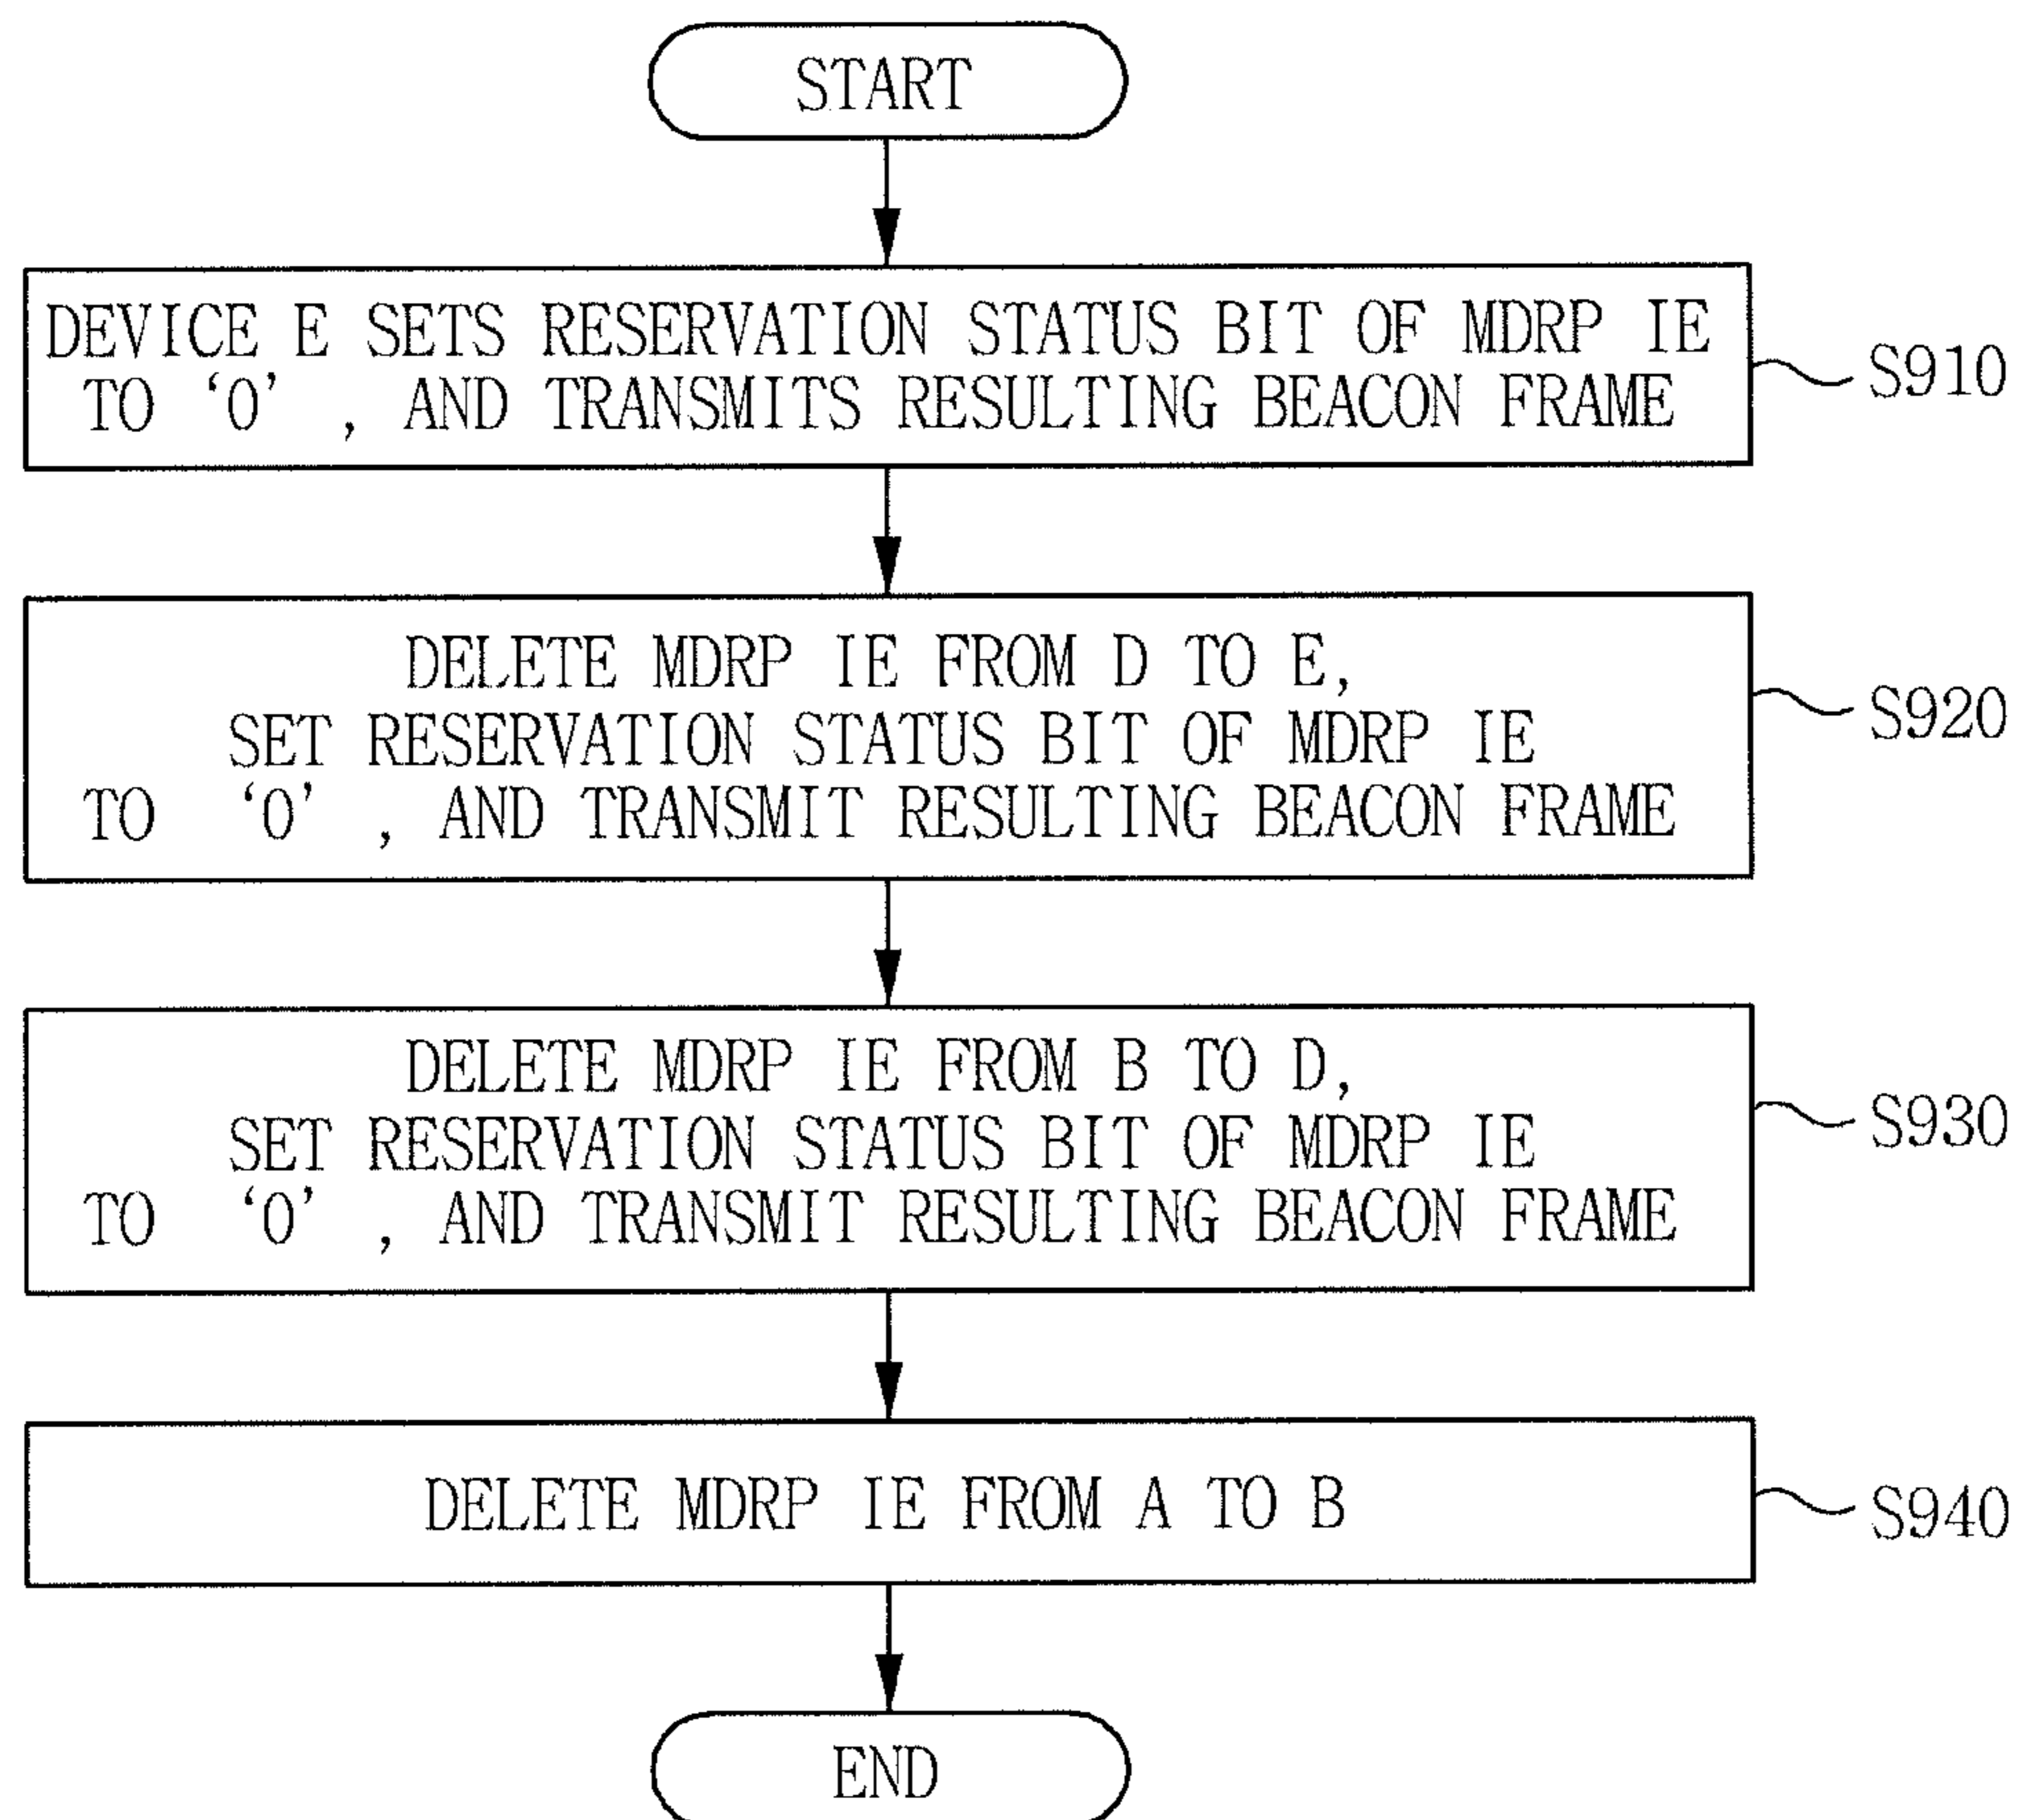 START
DEVICE E SETS RESERVATION STATUS BIT OF MDRP IE
TO ‘0’ , AND TRANSMITS RESULTING BEACON FRAME
S910
DELETE MDRP IE FROM D TO E,
SET RESERVATION STATUS BIT OF MDRP IE
TO ‘0’ , AND TRANSMIT RESULTING BEACON FRAME
S920
DELETE MDRP IE FROM B TO D,
SET RESERVATION STATUS BIT OF MDRP IE
TO ‘0’ , AND TRANSMIT RESULTING BEACON FRAME
S930
DELETE MDRP IE FROM A TO B
S940
END